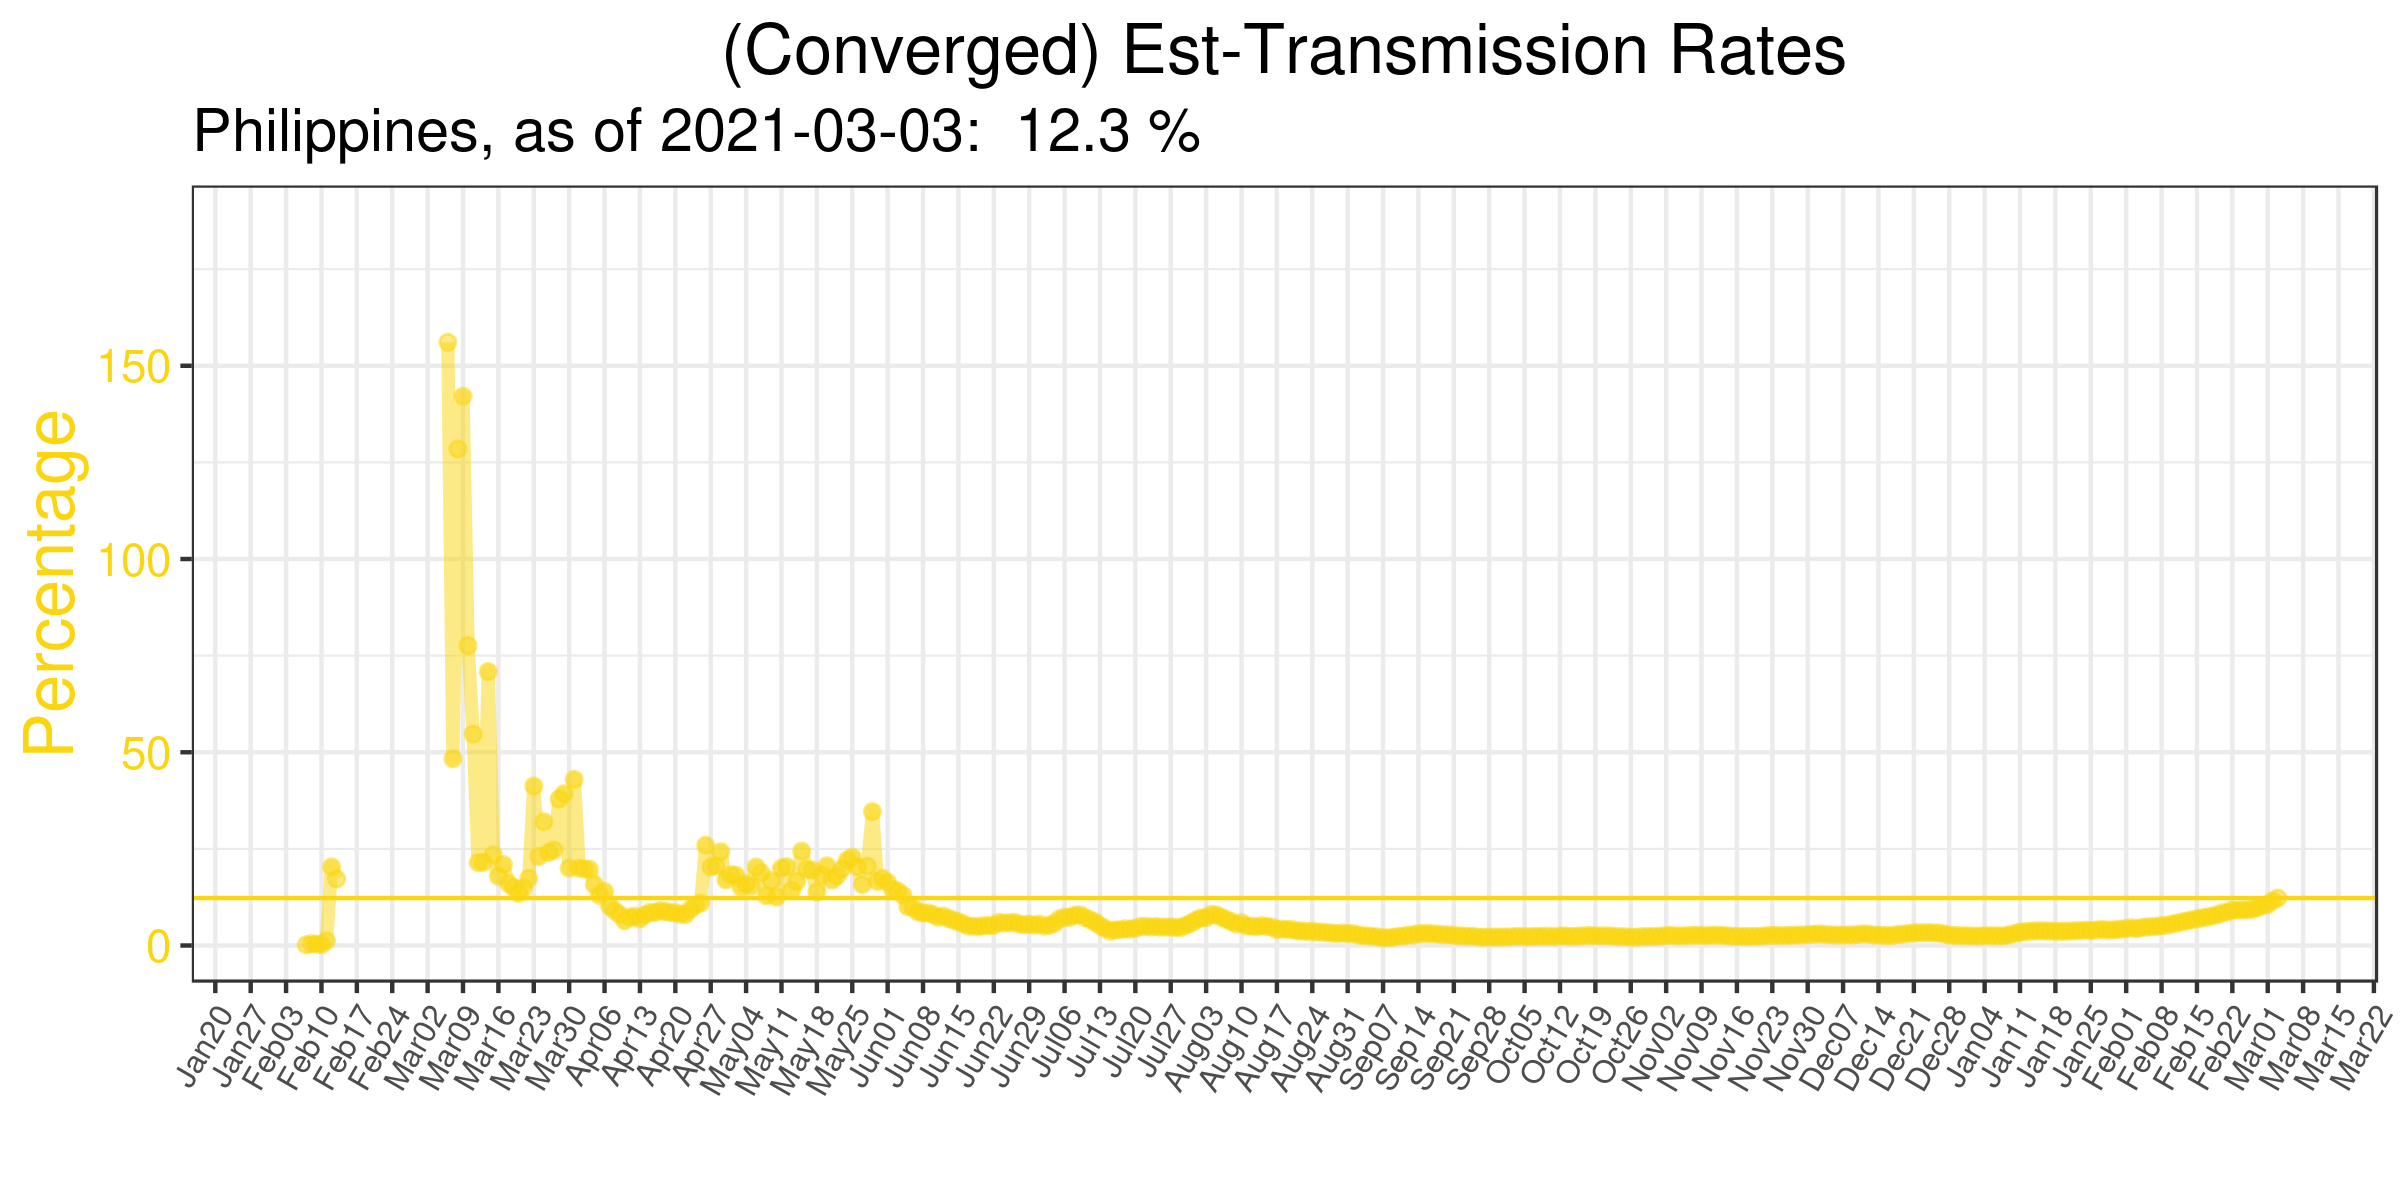 (Converged) Est-Transmission Rates
Philippines, as of 2021-03-03:  12.3 %
Percentage
150
100
50
0
Jan20
Jan27
Feb03
Feb10
Feb17
Feb24
Mar02
Mar09
Mar16
Mar23
Mar30
Apr06
Apr13
Apr20
Apr27
May04
May11
May18
May25
Jun01
Jun08
Jun15
Jun22
Jun29
Jul06
Jul13
Jul20
Jul27
Aug03
Aug10
Aug17
Aug24
Aug31
Sep07
Sep14
Sep21
Sep28
Oct05
Oct12
Oct19
Oct26
Nov02
Nov09
Nov16
Nov23
Nov30
Dec07
Dec14
Dec21
Dec28
Jan04
Jan11
Jan18
Jan25
Feb01
Feb08
Feb15
Feb22
Mar01
Mar08
Mar15
Mar22